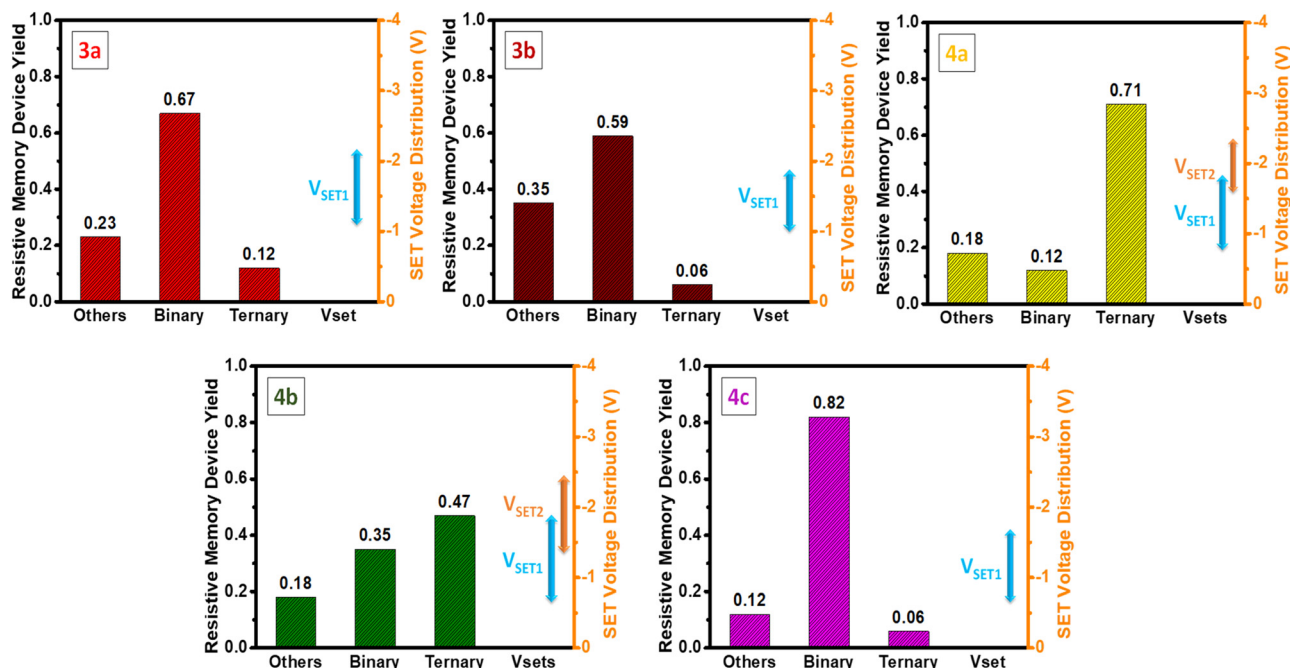 3a
Resistive Memory Device Yield
1.0
0.8
0.6
0.4
0.2
0.0
0.23
0.67
0.12
VSET1
Others Binary Ternary Vset
-4
-3
-2
-1
0
SET Voltage Distribution (V)
3b
Resistive Memory Device Yield
1.0
0.8
0.6
0.4
0.2
0.0
0.35
0.59
0.06
VSET1
Others Binary Ternary Vset
-4
-3
-2
-1
0
SET Voltage Distribution (V)
4a
Resistive Memory Device Yield
1.0
0.8
0.6
0.4
0.2
0.0
0.18
0.12
0.71
VSET2
VSET1
Others Binary Ternary Vsets
-4
-3
-2
-1
0
SET Voltage Distribution (V)
4b
Resistive Memory Device Yield
1.0
0.8
0.6
0.4
0.2
0.0
0.18
0.35
0.47
VSET2
VSET1
Others Binary Ternary Vsets
-4
-3
-2
-1
0
SET Voltage Distribution (V)
4c
Resistive Memory Device Yield
1.0
0.8
0.6
0.4
0.2
0.0
0.12
0.82
0.06
VSET1
Others Binary Ternary Vset
-4
-3
-2
-1
0
SET Voltage Distribution (V)